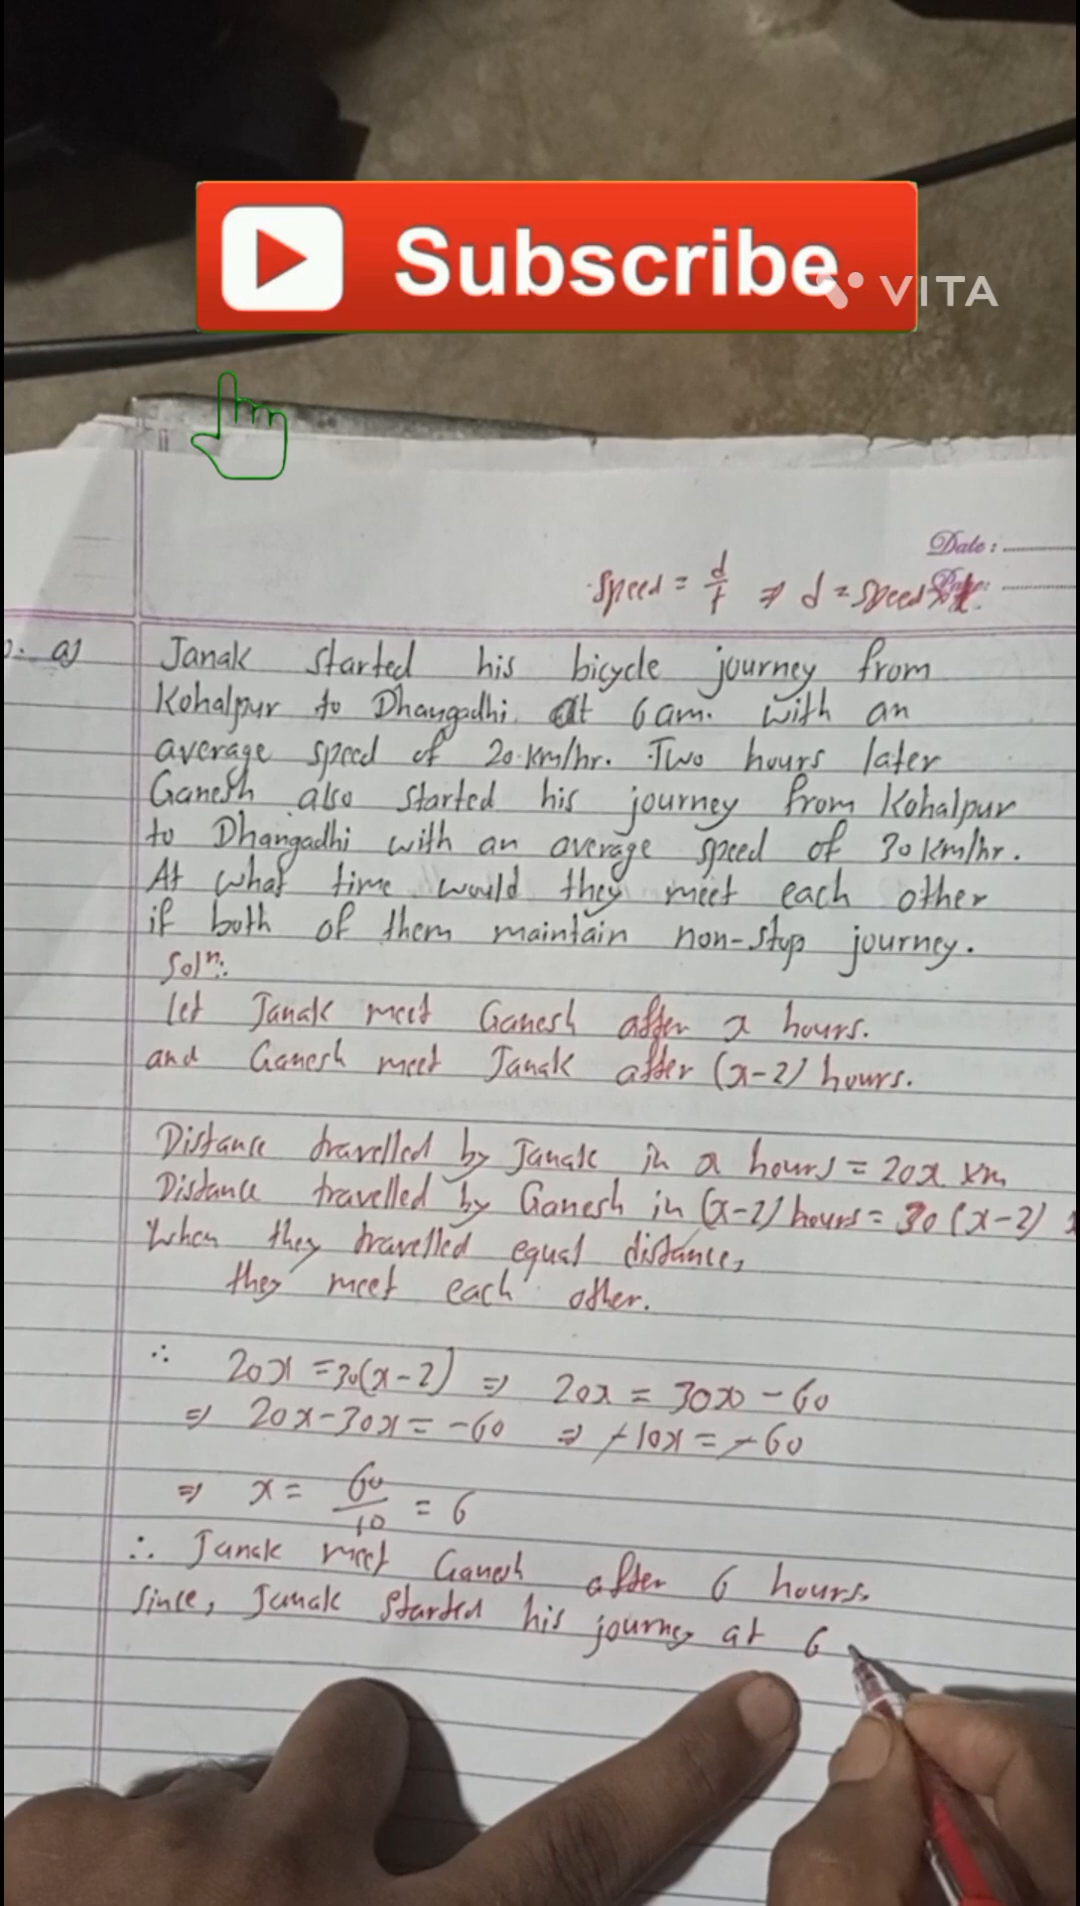 Subscribe
VITA
Date :
speed = d/t ⇒ d = speed × t.
a) Janak started his bicycle journey from
Kohalpur to Dhangadhi at 6 am. with an
average speed of 20 km/hr. Two hours later
Ganesh also started his journey from Kohalpur
to Dhangadhi with an average speed of 30 km/hr.
At what time would they meet each other
if both of them maintain non-stop journey.
Solⁿ:
Let Janak meet Ganesh after x hours.
and Ganesh meet Janak after (x-2) hours.
Distance travelled by Janak in x hours = 20x km
Distance travelled by Ganesh in (x-2) hours = 30(x-2)
When they travelled equal distance,
they meet each other.
∴ 20x = 30(x-2) ⇒ 20x = 30x - 60
⇒ 20x - 30x = -60 ⇒ -10x = -60
⇒ x = 60/10 = 6
∴ Janak meet Ganesh after 6 hours.
Since, Janak started his journey at 6